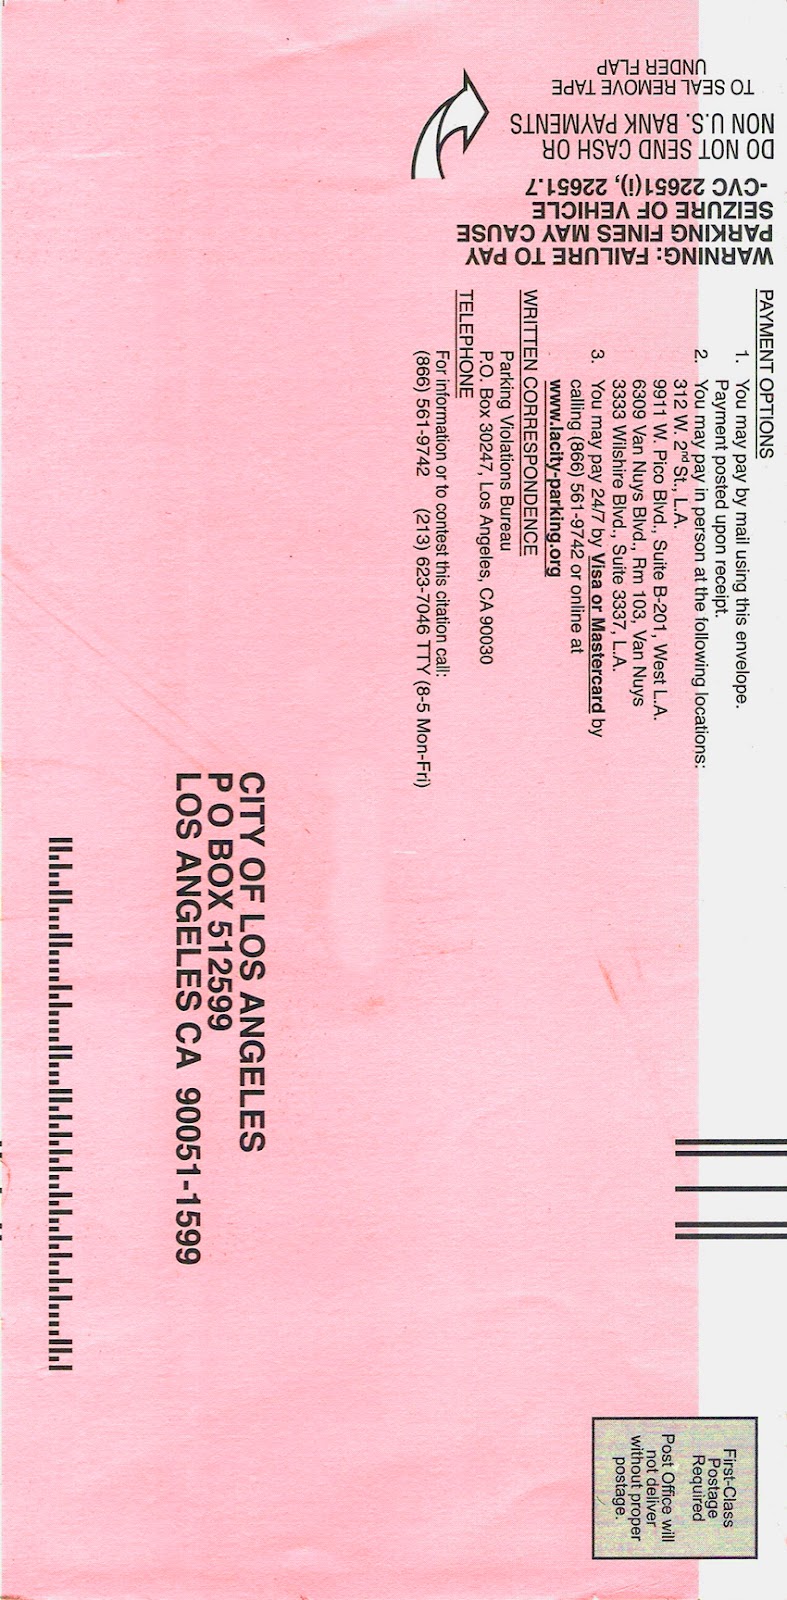 WARNING: FAILURE TO PAY
PARKING FINES MAY CAUSE
SEIZURE OF VEHICLE
-CVC 22651(i), 22651.7
DO NOT SEND CASH OR
NON U.S. BANK PAYMENTS
TO SEAL REMOVE TAPE
UNDER FLAP
PAYMENT OPTIONS
1. You may pay by mail using this envelope.
Payment posted upon receipt.
2. You may pay in person at the following locations:
312 W. 2nd St., L.A.
9911 W. Pico Blvd., Suite B-201, West L.A.
6309 Van Nuys Blvd., Rm 103, Van Nuys
3333 Wilshire Blvd., Suite 3337, L.A.
3. You may pay 24/7 by Visa or Mastercard by
calling (866) 561-9742 or online at
www.lacity-parking.org
WRITTEN CORRESPONDENCE
Parking Violations Bureau
P.O. Box 30247, Los Angeles, CA 90030
TELEPHONE
For information or to contest this citation call:
(866) 561-9742 (213) 623-7046 TTY (8-5 Mon-Fri)
First-Class
Postage
Required
Post Office will
not deliver
without proper
postage.
CITY OF LOS ANGELES
P O BOX 512599
LOS ANGELES CA 90051-1599